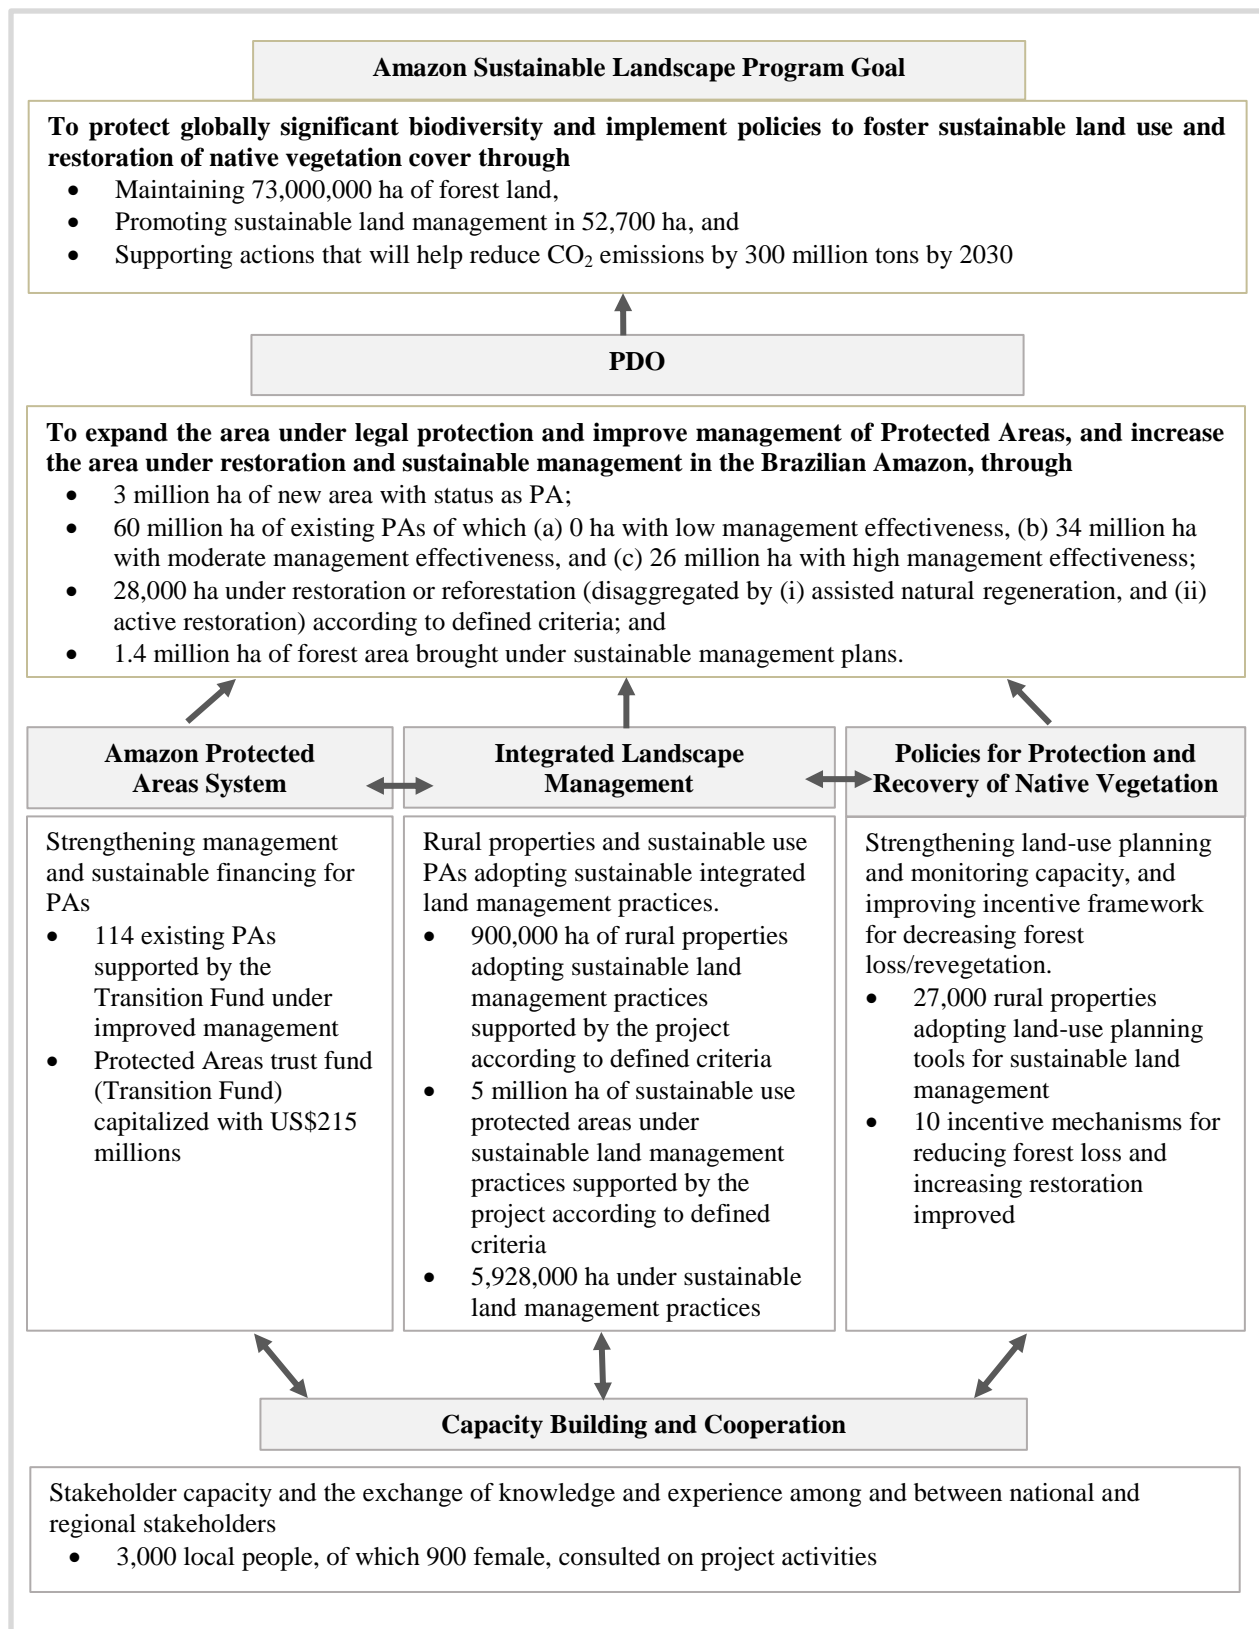 Amazon Sustainable Landscape Program Goal
To protect globally significant biodiversity and implement policies to foster sustainable land use and
restoration of native vegetation cover through
• Maintaining 73,000,000 ha of forest land,
• Promoting sustainable land management in 52,700 ha, and
• Supporting actions that will help reduce CO₂ emissions by 300 million tons by 2030
PDO
To expand the area under legal protection and improve management of Protected Areas, and increase
the area under restoration and sustainable management in the Brazilian Amazon, through
• 3 million ha of new area with status as PA;
• 60 million ha of existing PAs of which (a) 0 ha with low management effectiveness, (b) 34 million ha
with moderate management effectiveness, and (c) 26 million ha with high management effectiveness;
• 28,000 ha under restoration or reforestation (disaggregated by (i) assisted natural regeneration, and (ii)
active restoration) according to defined criteria; and
• 1.4 million ha of forest area brought under sustainable management plans.
Amazon Protected
Areas System
Strengthening management
and sustainable financing for
PAs
• 114 existing PAs
supported by the
Transition Fund under
improved management
• Protected Areas trust fund
(Transition Fund)
capitalized with US$215
millions
Integrated Landscape
Management
Rural properties and sustainable use
PAs adopting sustainable integrated
land management practices.
• 900,000 ha of rural properties
adopting sustainable land
management practices
supported by the project
according to defined criteria
• 5 million ha of sustainable use
protected areas under
sustainable land management
practices supported by the
project according to defined
criteria
• 5,928,000 ha under sustainable
land management practices
Policies for Protection and
Recovery of Native Vegetation
Strengthening land-use planning
and monitoring capacity, and
improving incentive framework
for decreasing forest
loss/revegetation.
• 27,000 rural properties
adopting land-use planning
tools for sustainable land
management
• 10 incentive mechanisms for
reducing forest loss and
increasing restoration
improved
Capacity Building and Cooperation
Stakeholder capacity and the exchange of knowledge and experience among and between national and
regional stakeholders
• 3,000 local people, of which 900 female, consulted on project activities